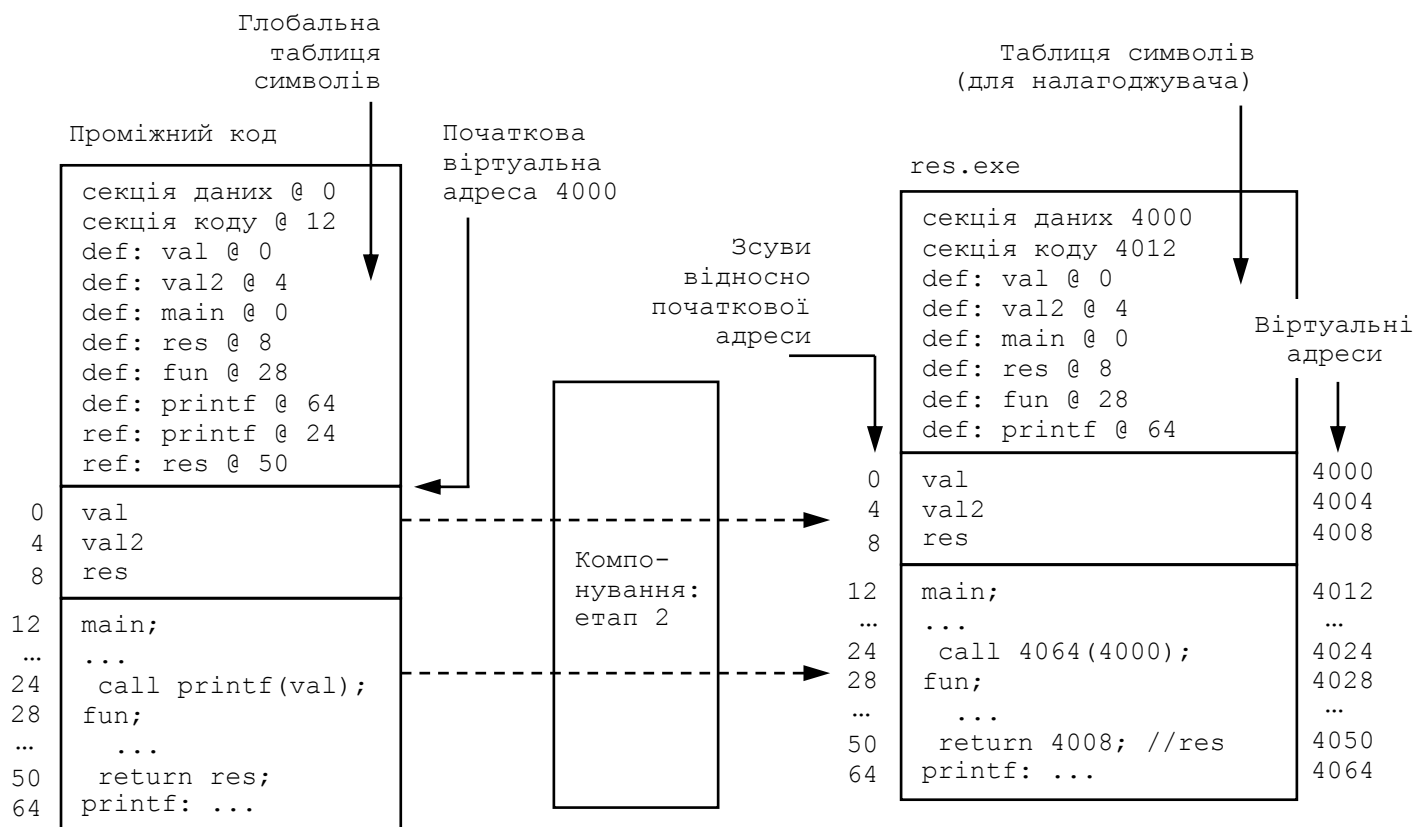 Глобальна
таблиця
символів
Таблиця символів
(для налагоджувача)
Проміжний код
Початкова
віртуальна
адреса 4000
секція даних @ 0
секція коду @ 12
def: val @ 0
def: val2 @ 4
def: main @ 0
def: res @ 8
def: fun @ 28
def: printf @ 64
ref: printf @ 24
ref: res @ 50
0 val
4 val2
8 res
12 main;
… ...
24 call printf(val);
28 fun;
… ...
50 return res;
64 printf: ...
Компо-
нування:
етап 2
Зсуви
відносно
початкової
адреси
res.exe
секція даних 4000
секція коду 4012
def: val @ 0
def: val2 @ 4
def: main @ 0
def: res @ 8
def: fun @ 28
def: printf @ 64
Віртуальні
адреси
0 val 4000
4 val2 4004
8 res 4008
12 main; 4012
… ... …
24 call 4064(4000); 4024
28 fun; 4028
… ... …
50 return 4008; //res 4050
64 printf: ... 4064